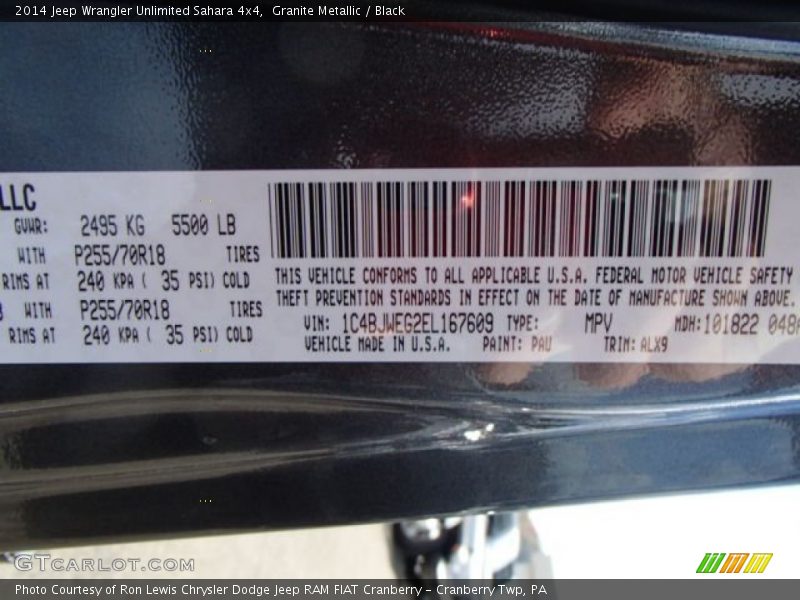 2014 Jeep Wrangler Unlimited Sahara 4x4,  Granite Metallic / Black
LLC
GVWR: 2495 KG 5500 LB
WITH P255/70R18 TIRES
RIMS AT 240 KPA ( 35 PSI) COLD
WITH P255/70R18 TIRES
RIMS AT 240 KPA ( 35 PSI) COLD
THIS VEHICLE CONFORMS TO ALL APPLICABLE U.S.A. FEDERAL MOTOR VEHICLE SAFETY
THEFT PREVENTION STANDARDS IN EFFECT ON THE DATE OF MANUFACTURE SHOWN ABOVE.
VIN: 1C4BJWEG2EL167609 TYPE: MPV MDH:101822
VEHICLE MADE IN U.S.A. PAINT: PAU TRIM: ALX9
GTCARLOT.COM
Photo Courtesy of Ron Lewis Chrysler Dodge Jeep RAM FIAT Cranberry - Cranberry Twp, PA